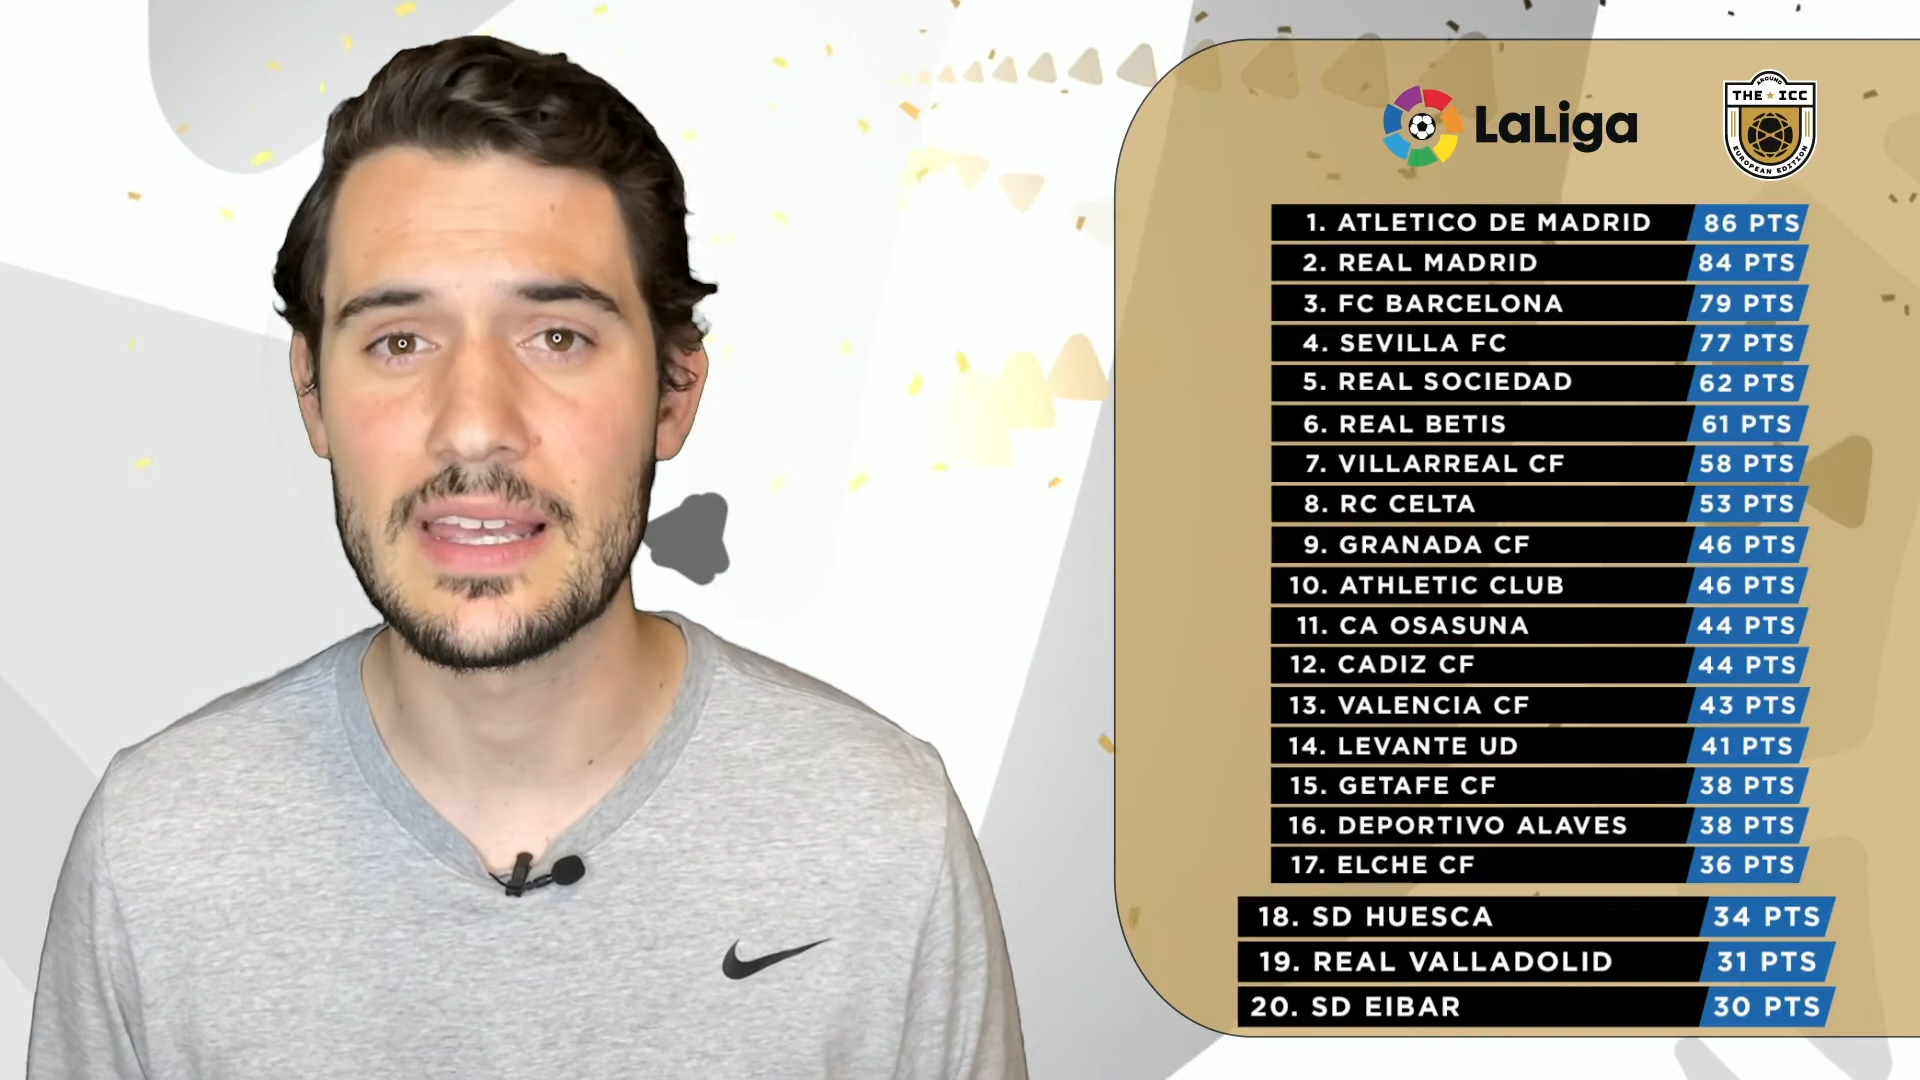 LaLiga
AROUND
THE ★ ICC
EUROPEAN EDITION
1. ATLETICO DE MADRID 86 PTS
2. REAL MADRID 84 PTS
3. FC BARCELONA 79 PTS
4. SEVILLA FC 77 PTS
5. REAL SOCIEDAD 62 PTS
6. REAL BETIS 61 PTS
7. VILLARREAL CF 58 PTS
8. RC CELTA 53 PTS
9. GRANADA CF 46 PTS
10. ATHLETIC CLUB 46 PTS
11. CA OSASUNA 44 PTS
12. CADIZ CF 44 PTS
13. VALENCIA CF 43 PTS
14. LEVANTE UD 41 PTS
15. GETAFE CF 38 PTS
16. DEPORTIVO ALAVES 38 PTS
17. ELCHE CF 36 PTS
18. SD HUESCA 34 PTS
19. REAL VALLADOLID 31 PTS
20. SD EIBAR 30 PTS